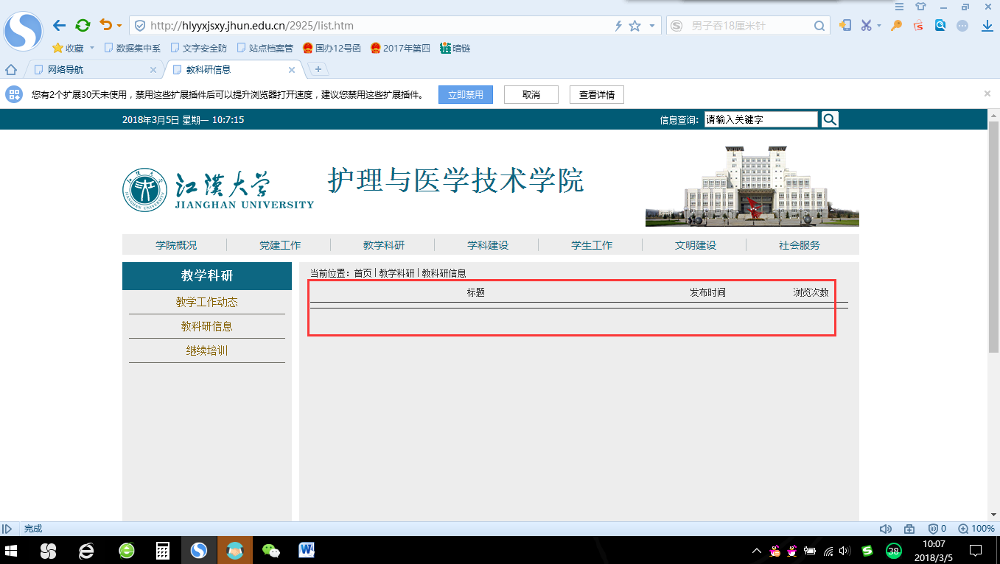 http://hlyyxjsxy.jhun.edu.cn/2925/list.htm
男子吞18厘米针
收藏 数据集中系 文字安全防 站点档案管 国办12号函 2017年第四 暗链
网络导航 教科研信息
您有2个扩展30天未使用，禁用这些扩展插件后可以提升浏览器打开速度，建议您禁用这些扩展插件。 立即禁用 取消 查看详情
2018年3月5日 星期一 10:7:15 信息查询: 请输入关键字
江漢大学
JIANGHAN UNIVERSITY
护理与医学技术学院
学院概况 党建工作 教学科研 学科建设 学生工作 文明建设 社会服务
教学科研
教学工作动态
教科研信息
继续培训
当前位置：首页 | 教学科研 | 教科研信息
标题 发布时间 浏览次数
完成 0 100%
38
10:07
2018/3/5